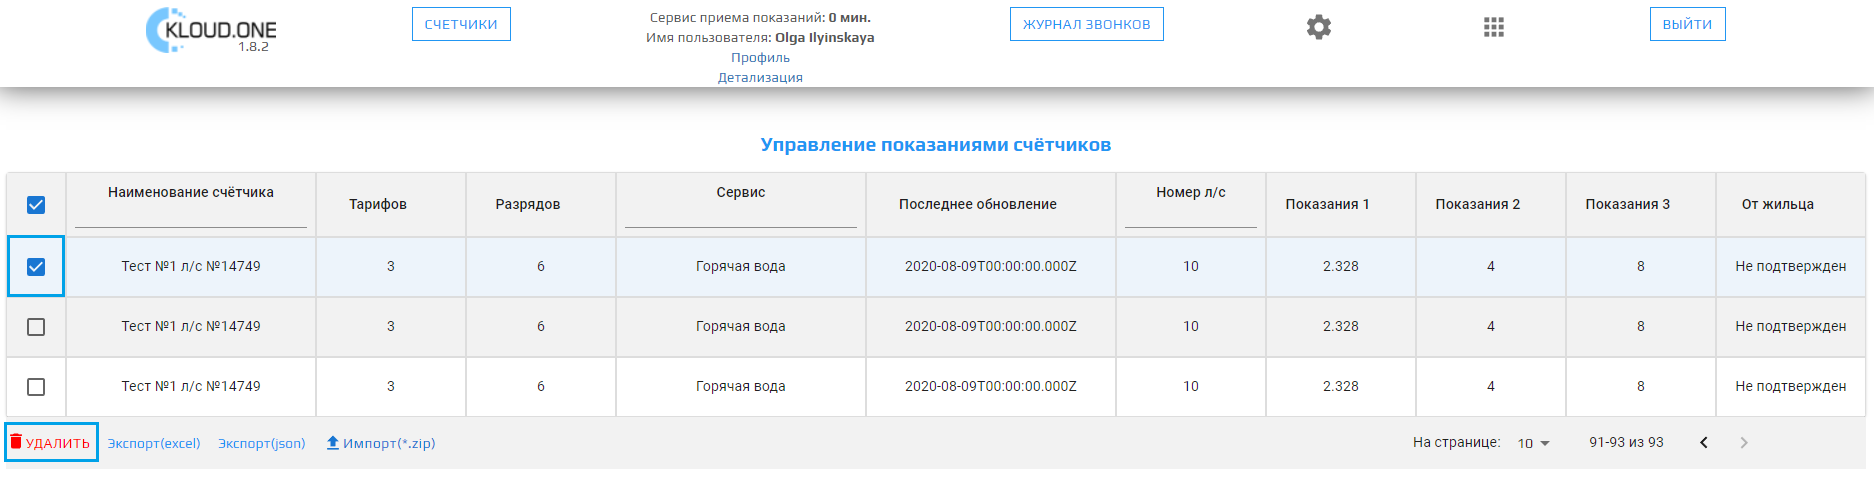 KLOUD.ONE
1.8.2
СЧЕТЧИКИ
Сервис приема показаний: 0 мин.
Имя пользователя: Olga Ilyinskaya
Профиль
Детализация
ЖУРНАЛ ЗВОНКОВ
ВЫЙТИ
Управление показаниями счётчиков
Наименование счётчика Тарифов Разрядов Сервис Последнее обновление Номер л/с Показания 1 Показания 2 Показания 3 От жильца
Тест №1 л/с №14749 3 6 Горячая вода 2020-08-09T00:00:00.000Z 10 2.328 4 8 Не подтвержден
Тест №1 л/с №14749 3 6 Горячая вода 2020-08-09T00:00:00.000Z 10 2.328 4 8 Не подтвержден
Тест №1 л/с №14749 3 6 Горячая вода 2020-08-09T00:00:00.000Z 10 2.328 4 8 Не подтвержден
УДАЛИТЬ Экспорт(excel) Экспорт(json) Импорт(*.zip) На странице: 10 91-93 из 93